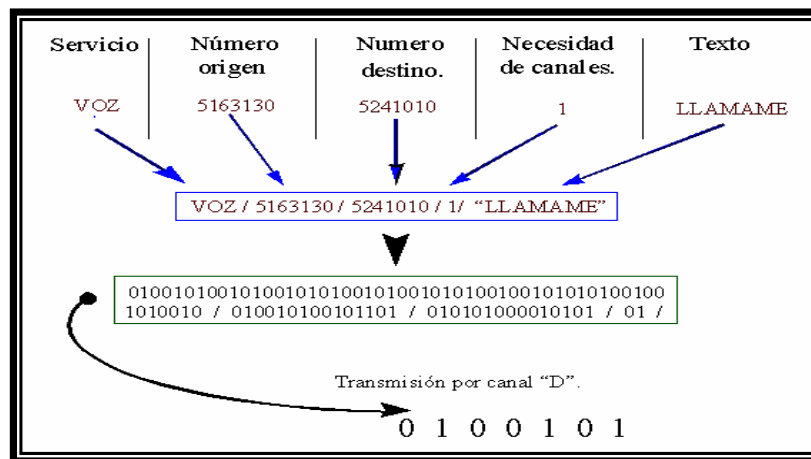 Servicio Número Numero Necesidad Texto
origen destino. de canales.
VOZ 5163130 5241010 1 LLAMAME
VOZ / 5163130 / 5241010 / 1/ “LLAMAME”
010010100101001010100101001010100100101010100100
1010010 / 010010100101101 / 010101000010101 / 01 /
Transmisión por canal “D”.
0 1 0 0 1 0 1